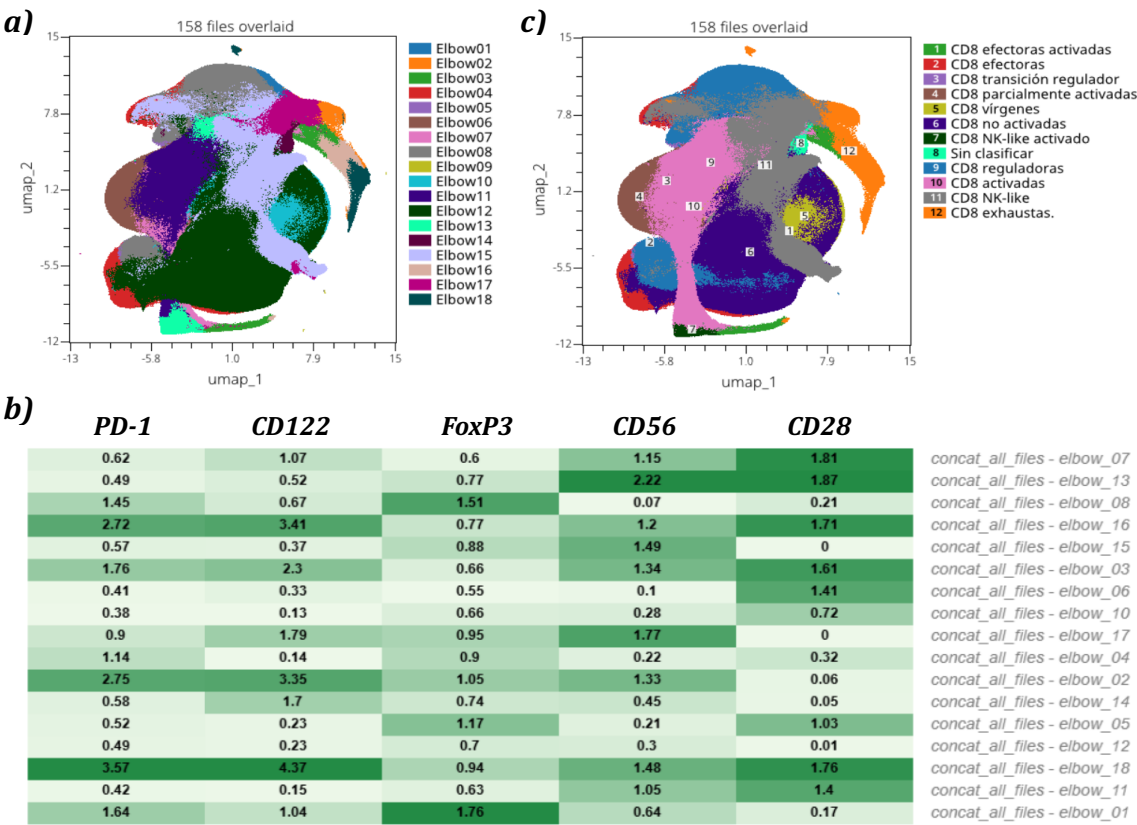 a)
158 files overlaid
15
7.8
1.2
-5.5
-12
umap_2
-13
-5.8
1.0
7.9
15
umap_1
Elbow01
Elbow02
Elbow03
Elbow04
Elbow05
Elbow06
Elbow07
Elbow08
Elbow09
Elbow10
Elbow11
Elbow12
Elbow13
Elbow14
Elbow15
Elbow16
Elbow17
Elbow18
c)
158 files overlaid
15
7.8
1.2
-5.5
-12
umap_2
-13
-5.8
1.0
7.9
15
umap_1
8
12
9
11
3
4
10
5
1
2
6
7
1 CD8 efectoras activadas
2 CD8 efectoras
3 CD8 transición regulador
4 CD8 parcialmente activadas
5 CD8 vírgenes
6 CD8 no activadas
7 CD8 NK-like activado
8 Sin clasificar
9 CD8 reguladoras
10 CD8 activadas
11 CD8 NK-like
12 CD8 exhaustas.
b)
PD-1 CD122 FoxP3 CD56 CD28
0.62 1.07 0.6 1.15 1.81 concat_all_files - elbow_07
0.49 0.52 0.77 2.22 1.87 concat_all_files - elbow_13
1.45 0.67 1.51 0.07 0.21 concat_all_files - elbow_08
2.72 3.41 0.77 1.2 1.71 concat_all_files - elbow_16
0.57 0.37 0.88 1.49 0 concat_all_files - elbow_15
1.76 2.3 0.66 1.34 1.61 concat_all_files - elbow_03
0.41 0.33 0.55 0.1 1.41 concat_all_files - elbow_06
0.38 0.13 0.66 0.28 0.72 concat_all_files - elbow_10
0.9 1.79 0.95 1.77 0 concat_all_files - elbow_17
1.14 0.14 0.9 0.22 0.32 concat_all_files - elbow_04
2.75 3.35 1.05 1.33 0.06 concat_all_files - elbow_02
0.58 1.7 0.74 0.45 0.05 concat_all_files - elbow_14
0.52 0.23 1.17 0.21 1.03 concat_all_files - elbow_05
0.49 0.23 0.7 0.3 0.01 concat_all_files - elbow_12
3.57 4.37 0.94 1.48 1.76 concat_all_files - elbow_18
0.42 0.15 0.63 1.05 1.4 concat_all_files - elbow_11
1.64 1.04 1.76 0.64 0.17 concat_all_files - elbow_01